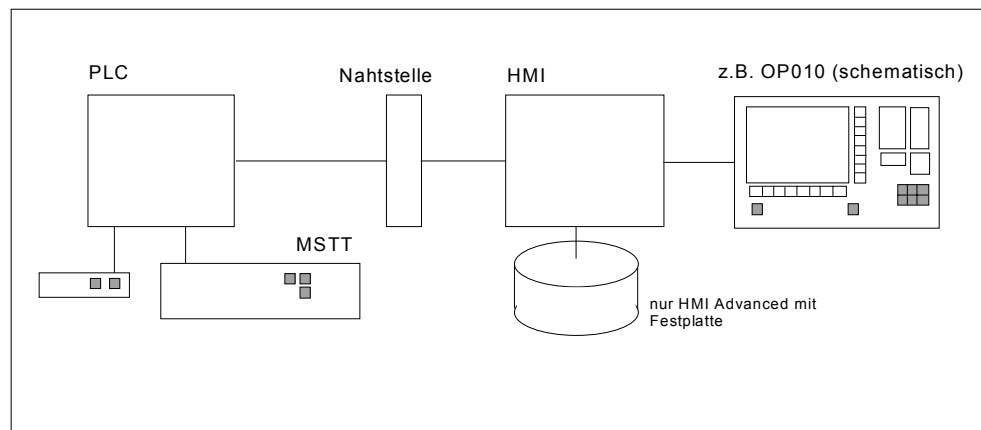 PLC
Nahtstelle
HMI
z.B. OP010 (schematisch)
MSTT
nur HMI Advanced mit
Festplatte